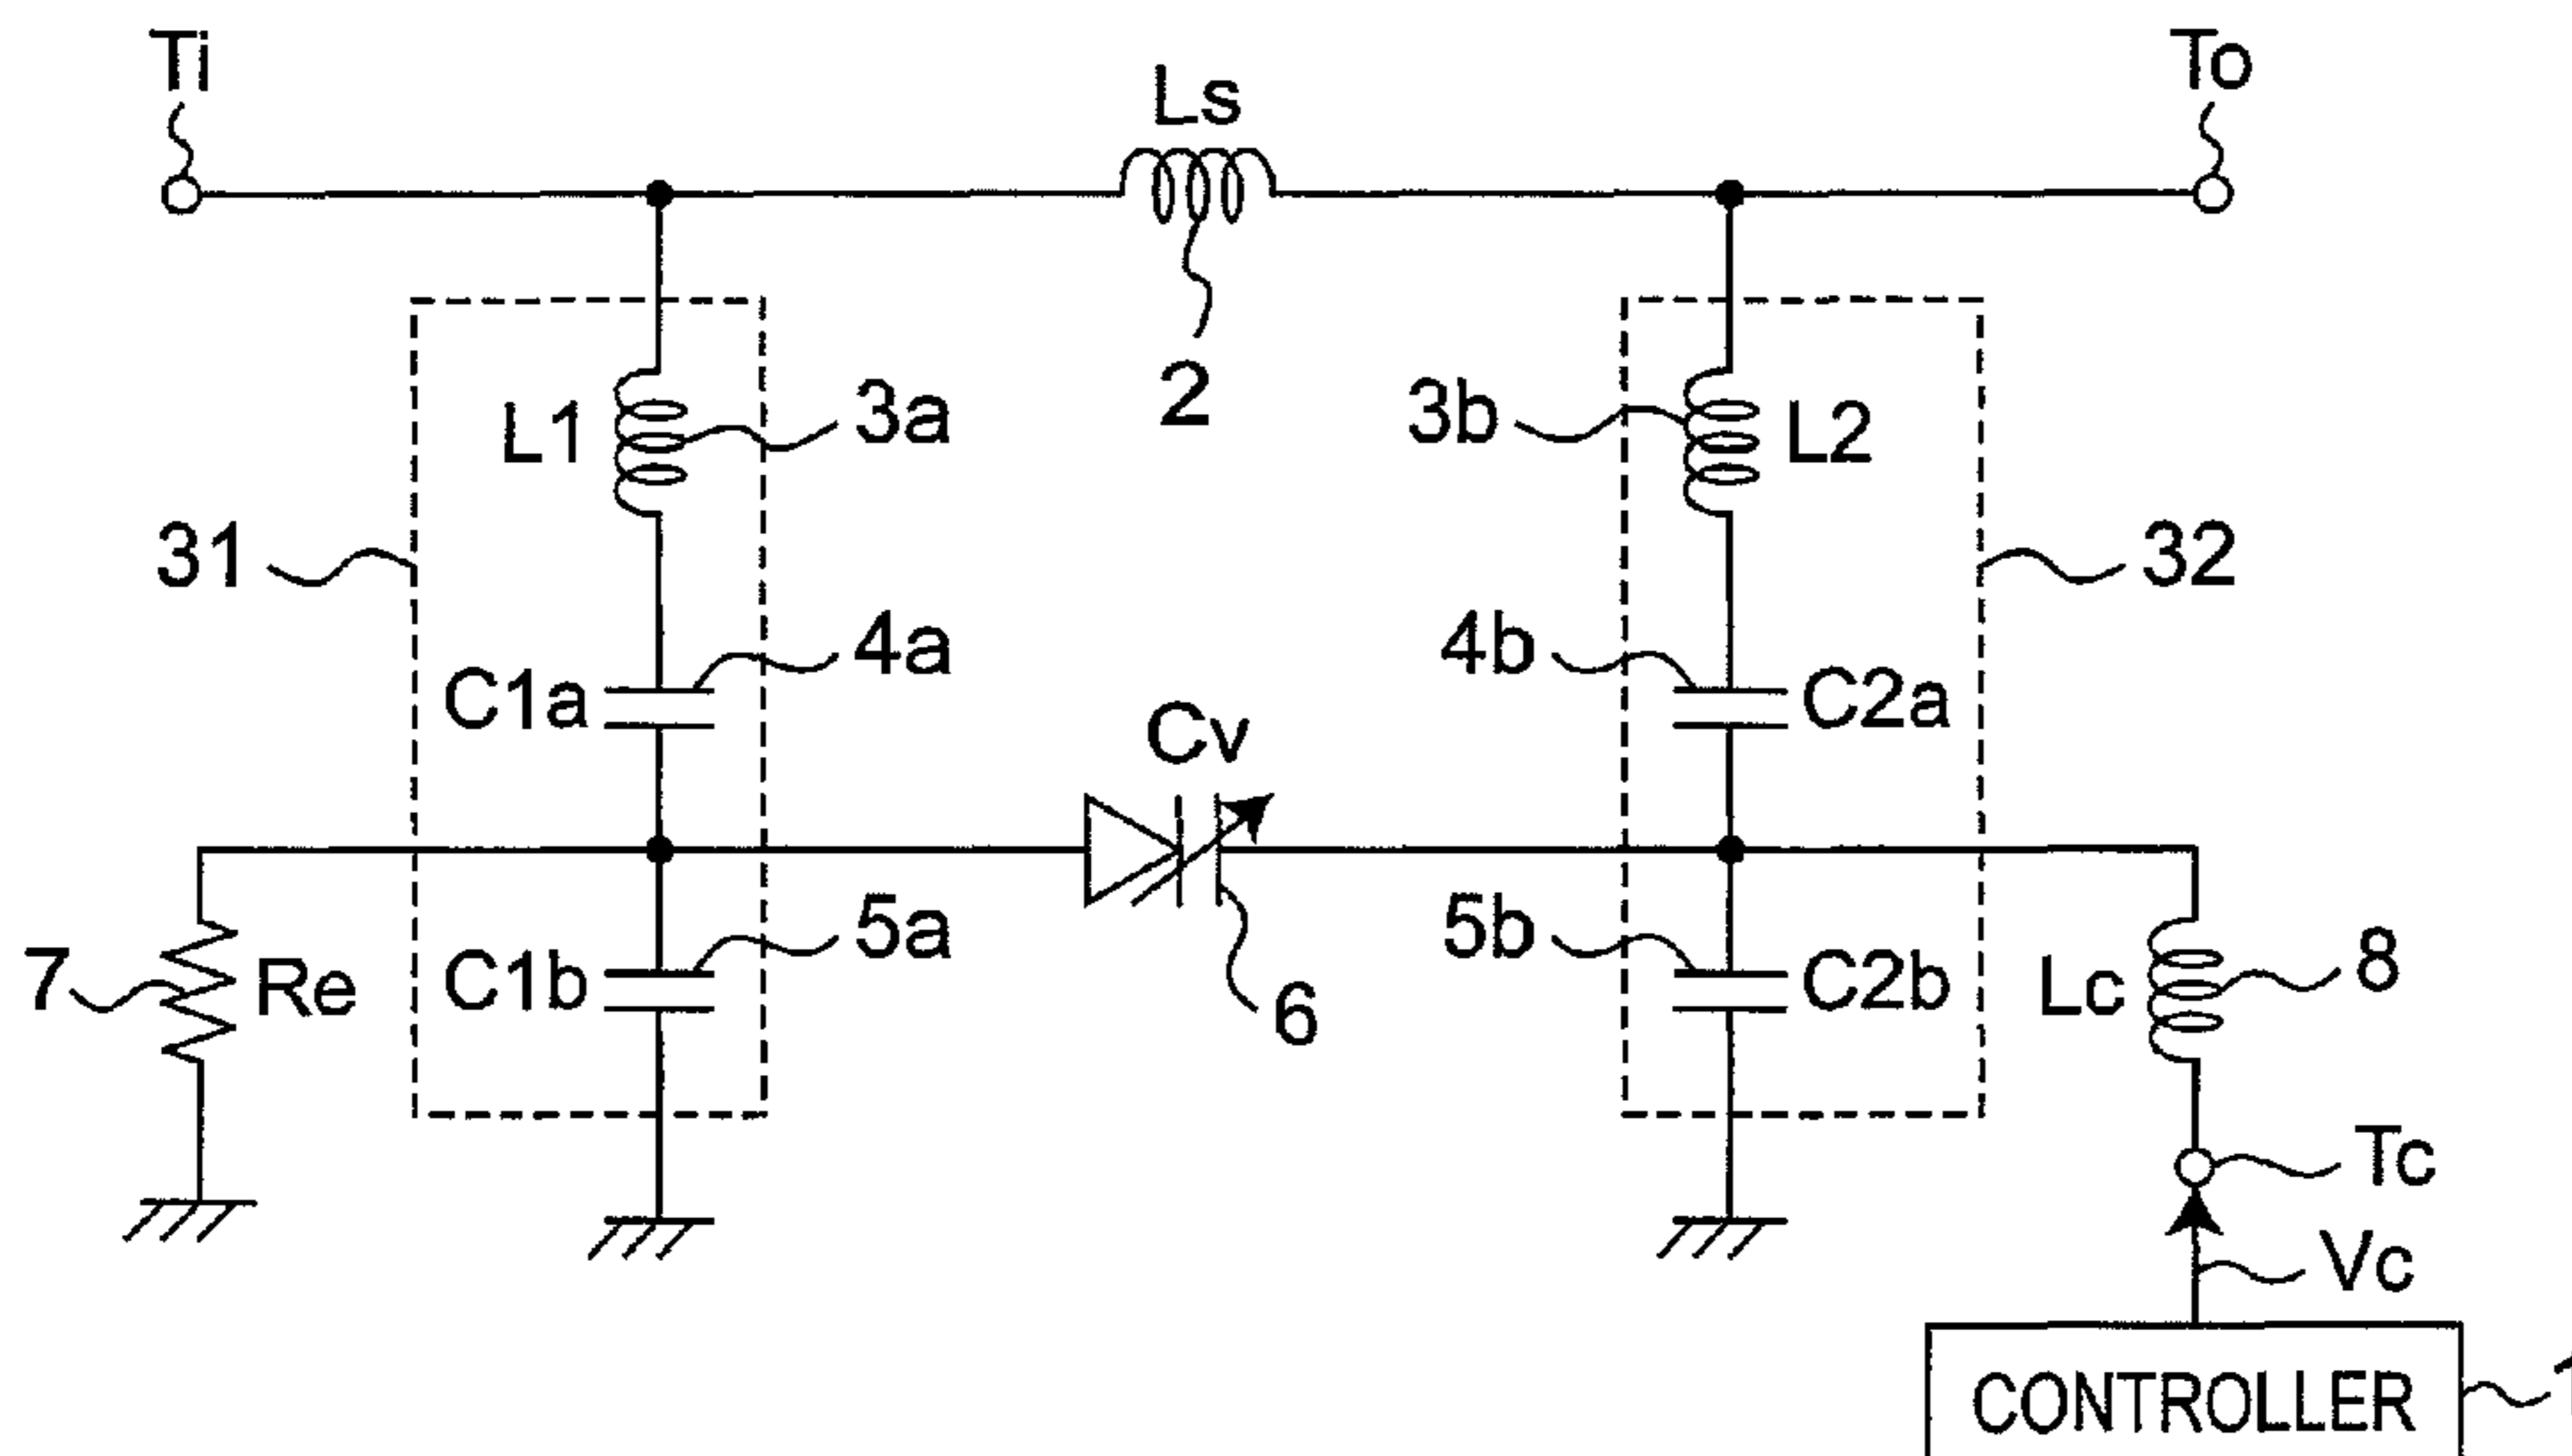 Ti
To
Ls
2
L1
3a
3b
L2
31
32
C1a
4a
4b
C2a
Cv
7
Re
C1b
5a
6
5b
C2b
Lc
8
Tc
Vc
CONTROLLER